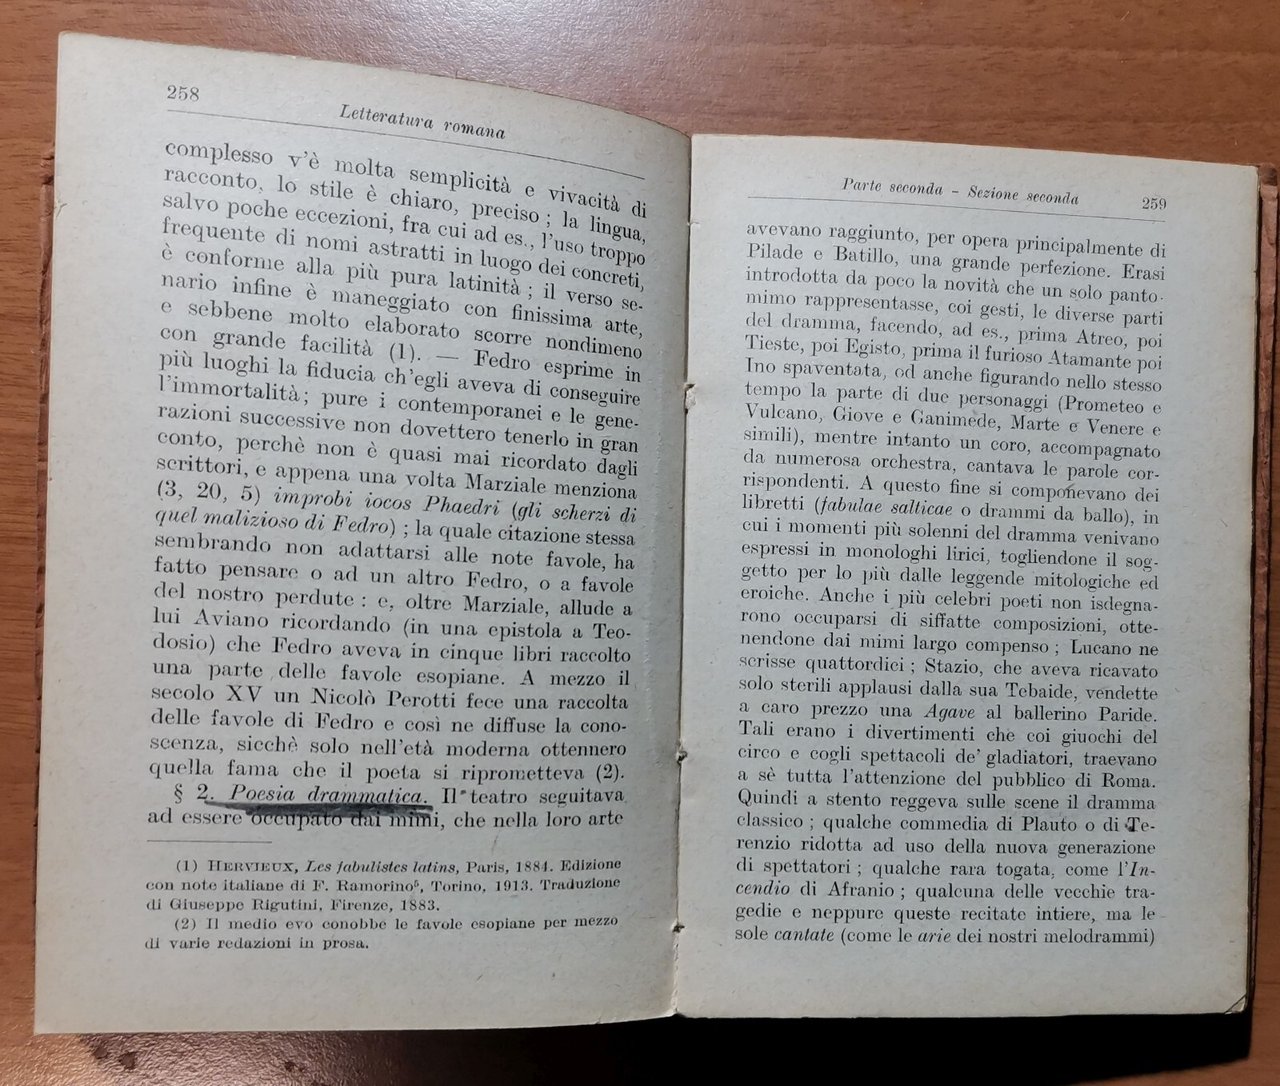 258
Letteratura romana
complesso v'è molta semplicità e vivacità di
racconto, lo stile è chiaro, preciso ; la lingua,
salvo poche eccezioni, fra cui ad es., l'uso troppo
frequente di nomi astratti in luogo dei concreti,
è conforme alla più pura latinità ; il verso se-
nario infine è maneggiato con finissima arte,
e sebbene molto elaborato scorre nondimeno
con grande facilità (1). — Fedro esprime in
più luoghi la fiducia ch'egli aveva di conseguire
l'immortalità; pure i contemporanei e le gene-
razioni successive non dovettero tenerlo in gran
conto, perchè non è quasi mai ricordato dagli
scrittori, e appena una volta Marziale menziona
(3, 20, 5) improbi iocos Phaedri (gli scherzi di
quel malizioso di Fedro) ; la quale citazione stessa
sembrando non adattarsi alle note favole, ha
fatto pensare o ad un altro Fedro, o a favole
del nostro perdute : e, oltre Marziale, allude a
lui Aviano ricordando (in una epistola a Teo-
dosio) che Fedro aveva in cinque libri raccolto
una parte delle favole esopiane. A mezzo il
secolo XV un Nicolò Perotti fece una raccolta
delle favole di Fedro e così ne diffuse la cono-
scenza, sicchè solo nell'età moderna ottennero
quella fama che il poeta si riprometteva (2).
§ 2. Poesia drammatica. Il teatro seguitava
ad essere occupato dai mimi, che nella loro arte
(1) HERVIEUX, Les fabulistes latins, Paris, 1884. Edizione
con note italiane di F. Ramorino⁵, Torino, 1913. Traduzione
di Giuseppe Rigutini, Firenze, 1883.
(2) Il medio evo conobbe le favole esopiane per mezzo
di varie redazioni in prosa.
Parte seconda - Sezione seconda
259
avevano raggiunto, per opera principalmente di
Pilade e Batillo, una grande perfezione. Erasi
introdotta da poco la novità che un solo panto-
mimo rappresentasse, coi gesti, le diverse parti
del dramma, facendo, ad es., prima Atreo, poi
Tieste, poi Egisto, prima il furioso Atamante poi
Ino spaventata, od anche figurando nello stesso
tempo la parte di due personaggi (Prometeo e
Vulcano, Giove e Ganimede, Marte e Venere e
simili), mentre intanto un coro, accompagnato
da numerosa orchestra, cantava le parole cor-
rispondenti. A questo fine si componevano dei
libretti (fabulae salticae o drammi da ballo), in
cui i momenti più solenni del dramma venivano
espressi in monologhi lirici, togliendone il sog-
getto per lo più dalle leggende mitologiche ed
eroiche. Anche i più celebri poeti non isdegna-
rono occuparsi di siffatte composizioni, otte-
nendone dai mimi largo compenso ; Lucano ne
scrisse quattordici ; Stazio, che aveva ricavato
solo sterili applausi dalla sua Tebaide, vendette
a caro prezzo una Agave al ballerino Paride.
Tali erano i divertimenti che coi giuochi del
circo e cogli spettacoli de' gladiatori, traevano
a sè tutta l'attenzione del pubblico di Roma.
Quindi a stento reggeva sulle scene il dramma
classico ; qualche commedia di Plauto o di Te-
renzio ridotta ad uso della nuova generazione
di spettatori ; qualche rara togata, come l'In-
cendio di Afranio ; qualcuna delle vecchie tra-
gedie e neppure queste recitate intiere, ma le
sole cantate (come le arie dei nostri melodrammi)